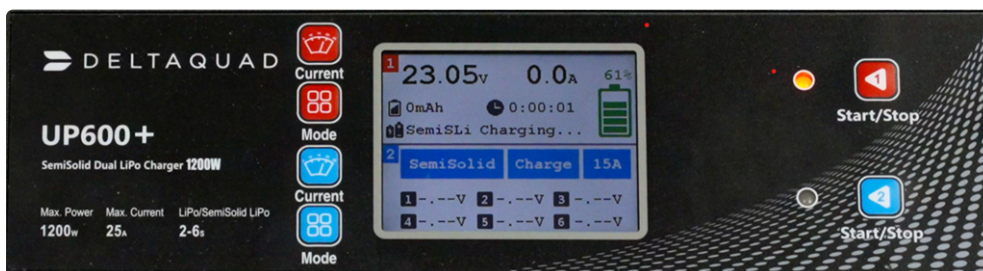 DELTAQUAD
UP600+
SemiSolid Dual LiPo Charger 1200W
Max. Power Max. Current LiPo/SemiSolid LiPo
1200W 25A 2-6s
Current
Mode
Current
Mode
1 23.05V 0.0A 61%
0mAh 0:00:01
SemiSLi Charging...
2 SemiSolid Charge 15A
1 -.--V 2 -.--V 3 -.--V
4 -.--V 5 -.--V 6 -.--V
1
Start/Stop
2
Start/Stop